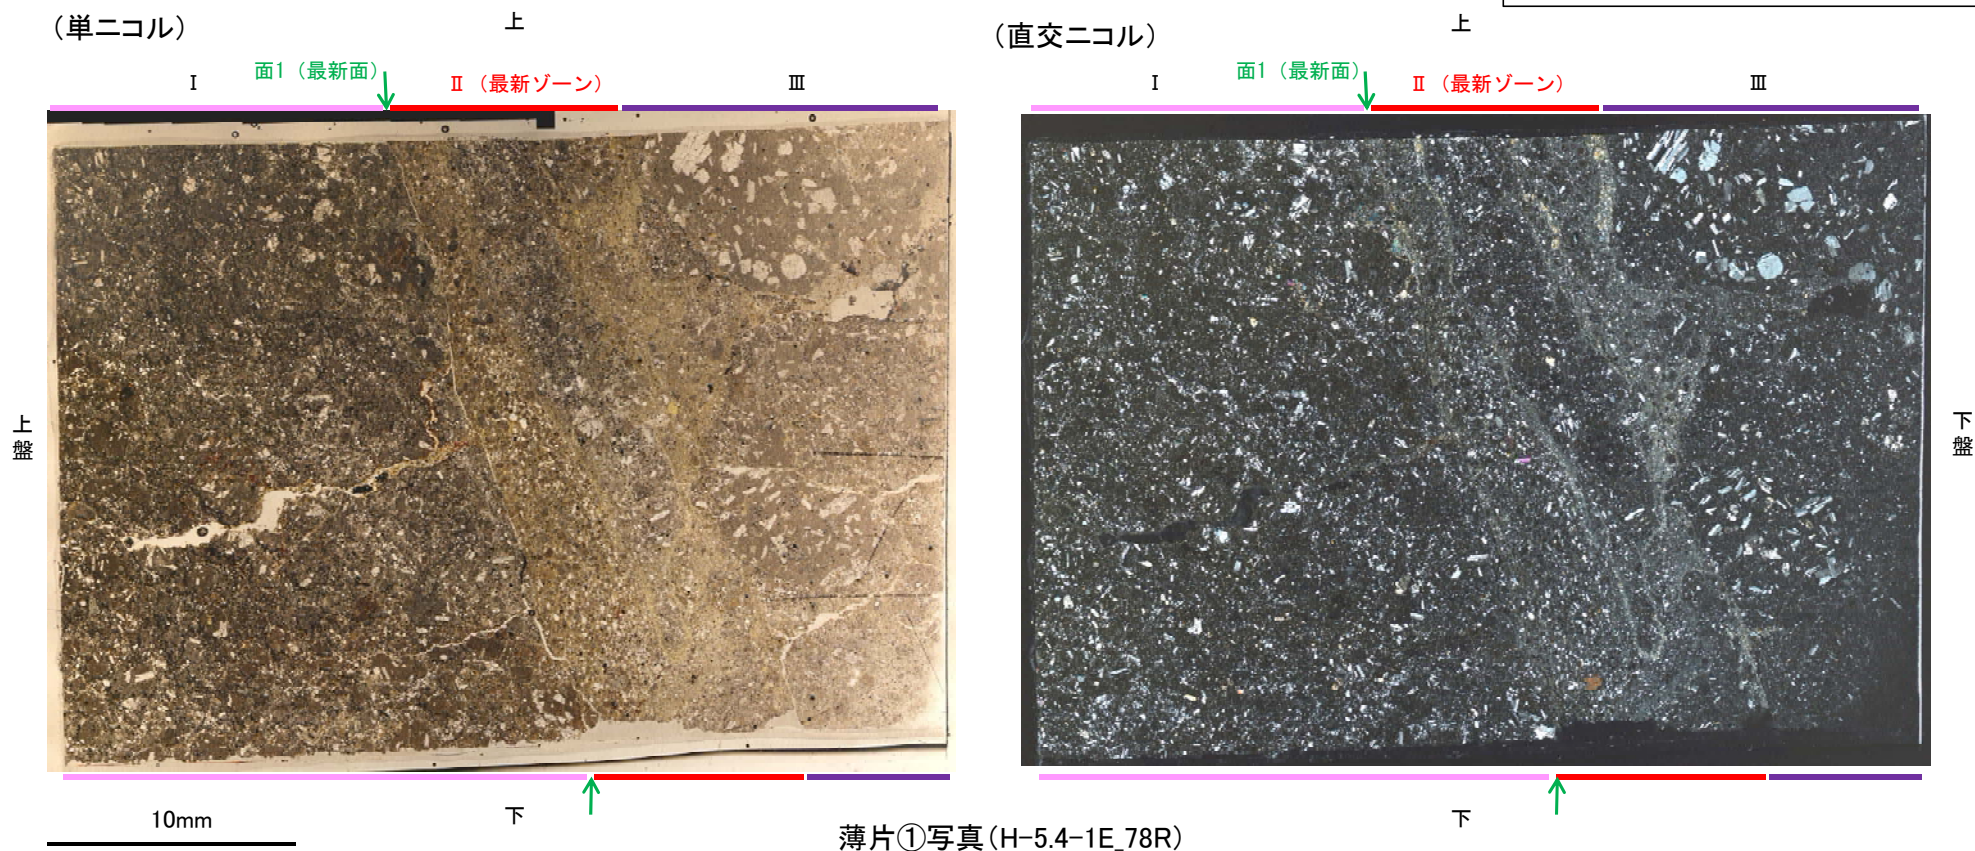 (単ニコル)
上
Ⅰ
面1（最新面）
Ⅱ（最新ゾーン）
Ⅲ
上盤
10mm
下
(直交ニコル)
上
Ⅰ
面1（最新面）
Ⅱ（最新ゾーン）
Ⅲ
下盤
下
薄片①写真(H-5.4-1E_78R)